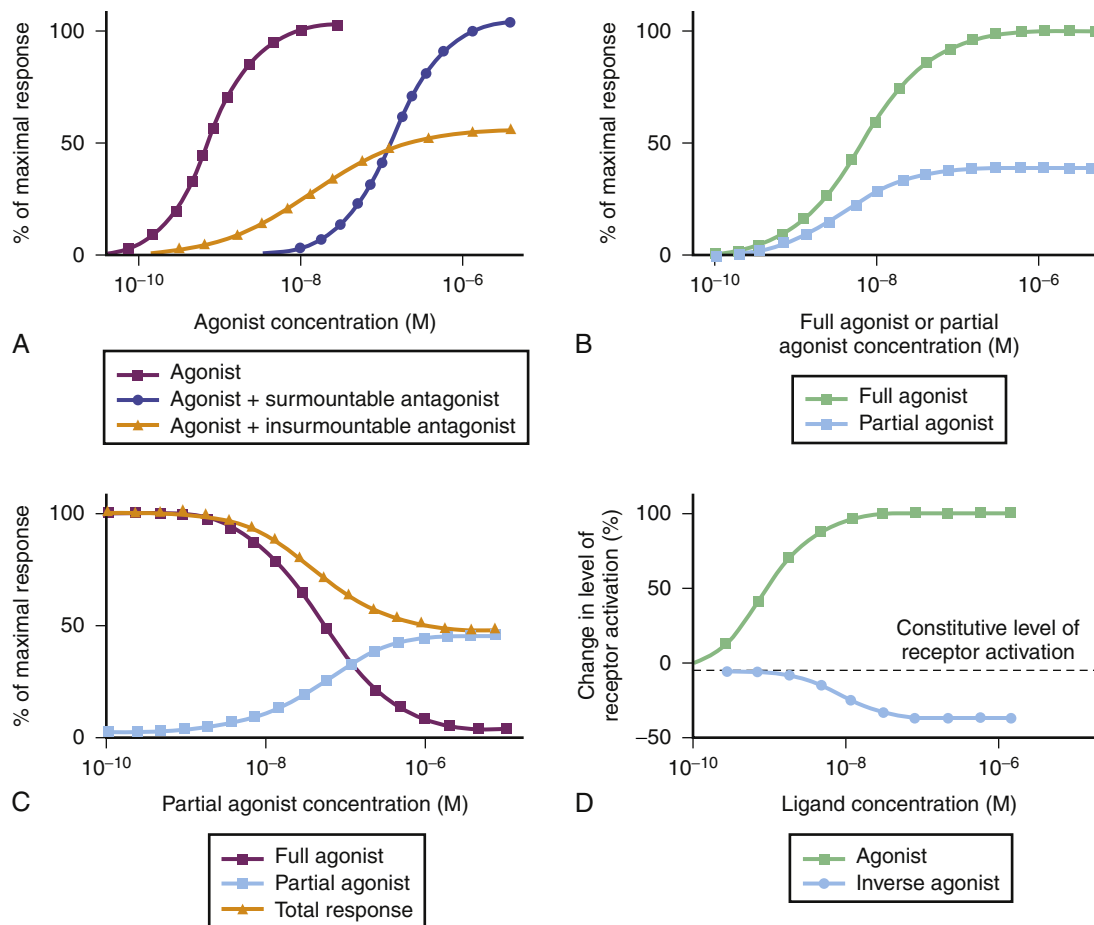 100
50
0
% of maximal response
10⁻¹⁰
10⁻⁸
10⁻⁶
Agonist concentration (M)
A
Agonist
Agonist + surmountable antagonist
Agonist + insurmountable antagonist
100
50
0
% of maximal response
10⁻¹⁰
10⁻⁸
10⁻⁶
Full agonist or partial
agonist concentration (M)
B
Full agonist
Partial agonist
100
50
0
% of maximal response
10⁻¹⁰
10⁻⁸
10⁻⁶
C
Partial agonist concentration (M)
Full agonist
Partial agonist
Total response
100
50
0
−50
Change in level of
receptor activation (%)
Constitutive level of
receptor activation
10⁻¹⁰
10⁻⁸
10⁻⁶
D
Ligand concentration (M)
Agonist
Inverse agonist